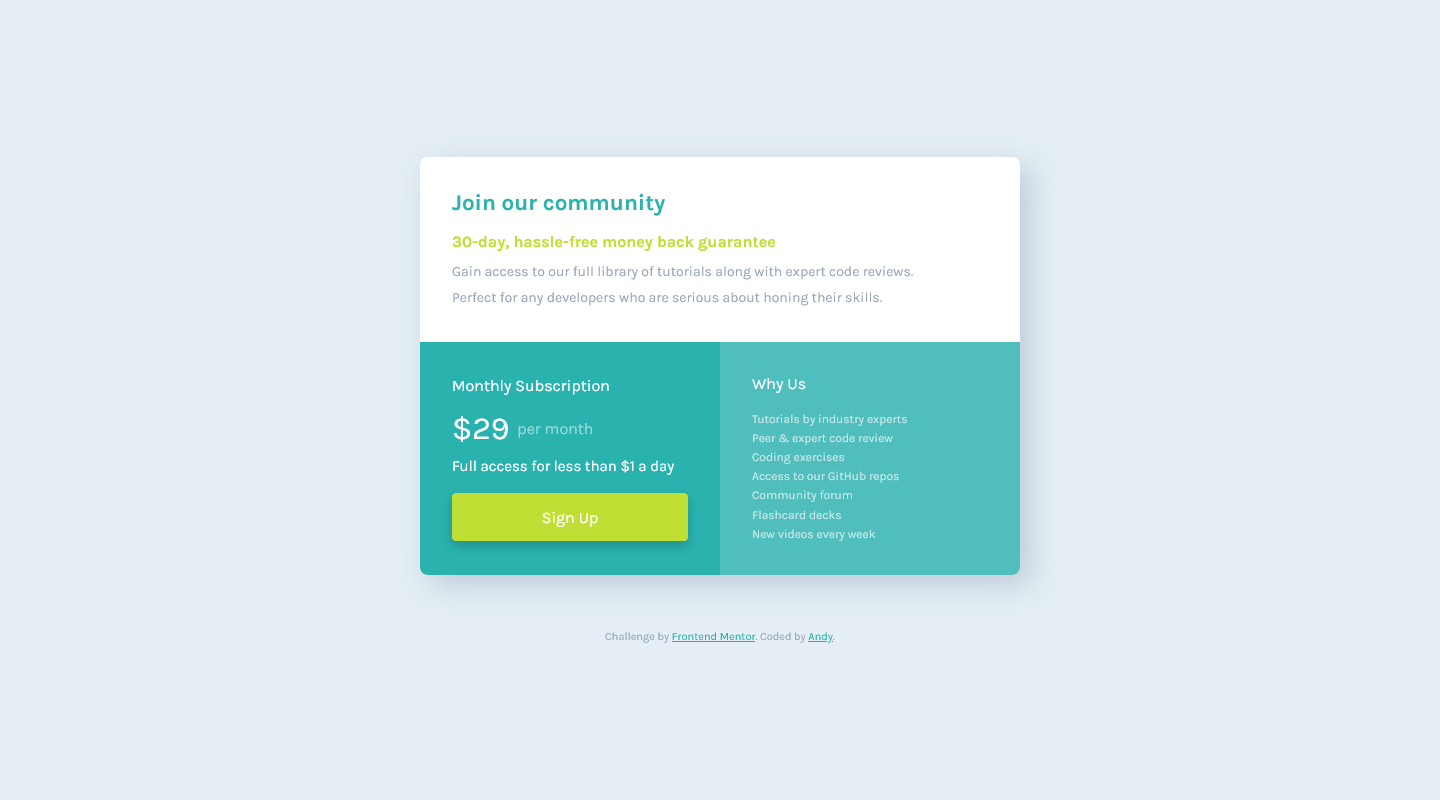 Join our community
30-day, hassle-free money back guarantee
Gain access to our full library of tutorials along with expert code reviews.
Perfect for any developers who are serious about honing their skills.
Monthly Subscription
$29 per month
Full access for less than $1 a day
Sign Up
Why Us
Tutorials by industry experts
Peer & expert code review
Coding exercises
Access to our GitHub repos
Community forum
Flashcard decks
New videos every week
Challenge by Frontend Mentor. Coded by Andy.